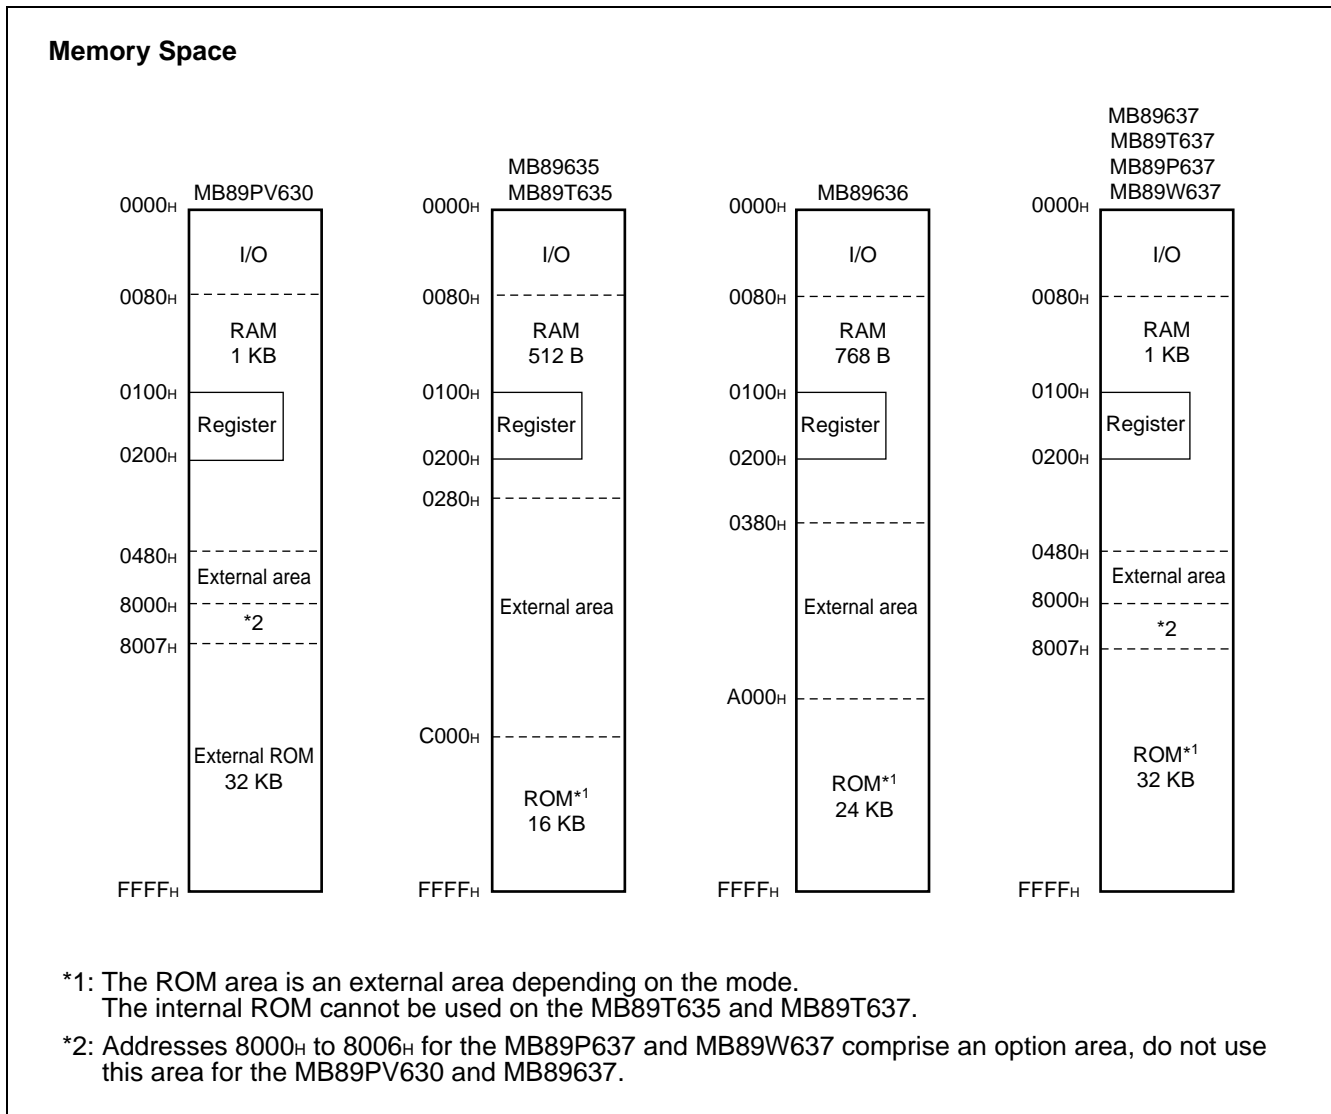 Memory Space
MB89PV630
0000H
I/O
0080H
RAM
1 KB
0100H
Register
0200H
0480H
External area
8000H
*2
8007H
External ROM
32 KB
FFFFH
MB89635
MB89T635
0000H
I/O
0080H
RAM
512 B
0100H
Register
0200H
0280H
External area
C000H
ROM*1
16 KB
FFFFH
MB89636
0000H
I/O
0080H
RAM
768 B
0100H
Register
0200H
0380H
External area
A000H
ROM*1
24 KB
FFFFH
MB89637
MB89T637
MB89P637
MB89W637
0000H
I/O
0080H
RAM
1 KB
0100H
Register
0200H
0480H
External area
8000H
*2
8007H
ROM*1
32 KB
FFFFH
*1: The ROM area is an external area depending on the mode.
The internal ROM cannot be used on the MB89T635 and MB89T637.
*2: Addresses 8000H to 8006H for the MB89P637 and MB89W637 comprise an option area, do not use
this area for the MB89PV630 and MB89637.